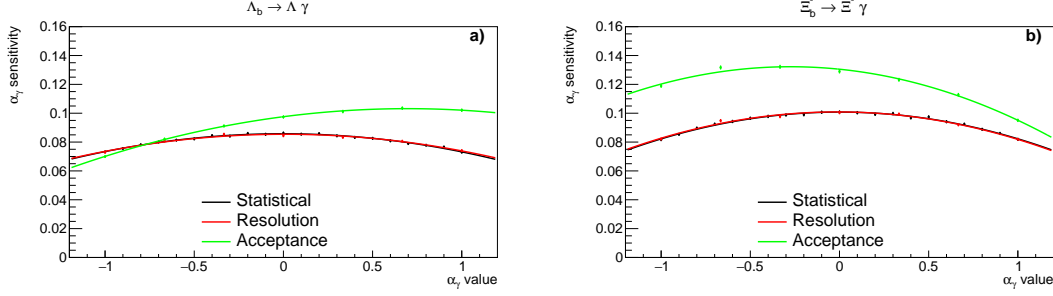 Λb → Λ γ
a)
αγ sensitivity
0.16
0.14
0.12
0.1
0.08
0.06
0.04
0.02
0
Statistical
Resolution
Acceptance
−1 −0.5 0 0.5 1
αγ value
Ξb⁻ → Ξ⁻ γ
b)
αγ sensitivity
0.16
0.14
0.12
0.1
0.08
0.06
0.04
0.02
0
Statistical
Resolution
Acceptance
−1 −0.5 0 0.5 1
αγ value